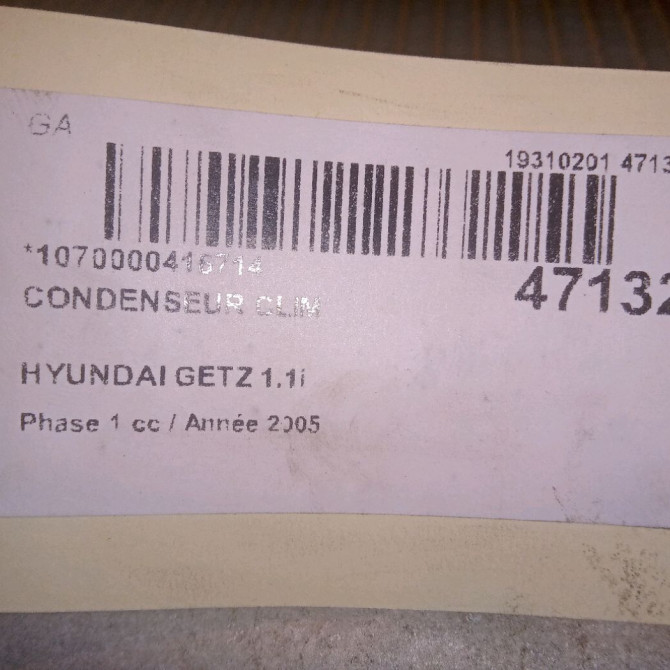 GA
19310201 4713
*1070000416714
47132
CONDENSEUR CLIM
HYUNDAI GETZ 1.1i
Phase 1 cc / Année 2005